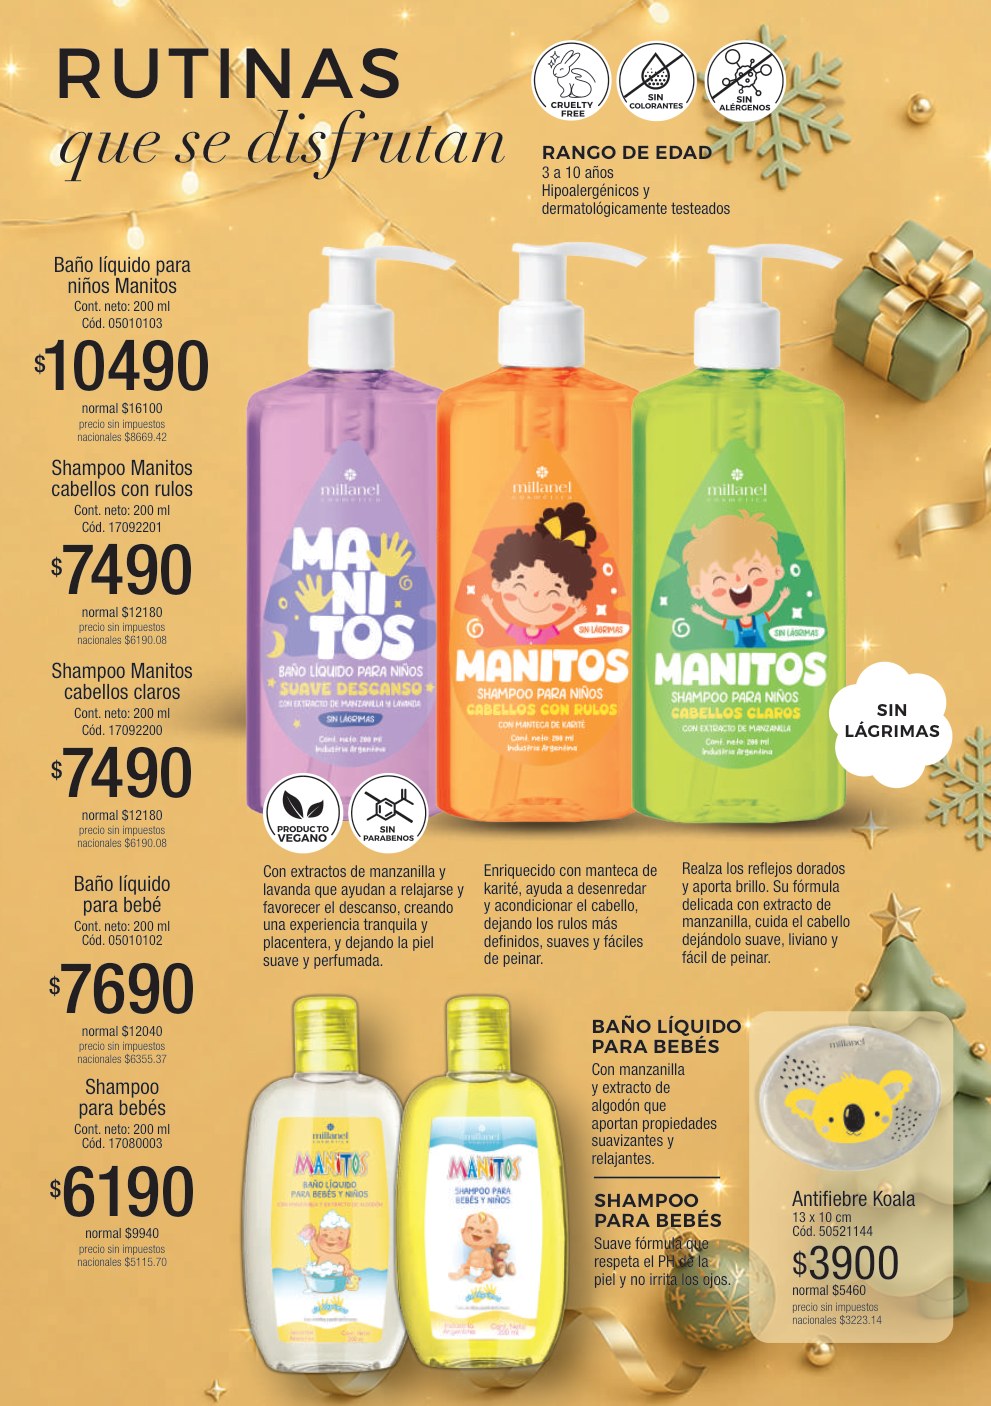 RUTINAS
que se disfrutan
CRUELTY
FREE
SIN
COLORANTES
SIN
ALÉRGENOS
RANGO DE EDAD
3 a 10 años
Hipoalergénicos y
dermatológicamente testeados
Baño líquido para
niños Manitos
Cont. neto: 200 ml
Cód. 05010103
$10490
normal $16100
precio sin impuestos
nacionales $8669.42
Shampoo Manitos
cabellos con rulos
Cont. neto: 200 ml
Cód. 17092201
$7490
normal $12180
precio sin impuestos
nacionales $6190.08
Shampoo Manitos
cabellos claros
Cont. neto: 200 ml
Cód. 17092200
$7490
normal $12180
precio sin impuestos
nacionales $6190.08
Baño líquido
para bebé
Cont. neto: 200 ml
Cód. 05010102
$7690
normal $12040
precio sin impuestos
nacionales $6355.37
Shampoo
para bebés
Cont. neto: 200 ml
Cód. 17080003
$6190
normal $9940
precio sin impuestos
nacionales $5115.70
millanel
cosmética
MA
NI
TOS
BAÑO LÍQUIDO PARA NIÑOS
SUAVE DESCANSO
CON EXTRACTO DE MANZANILLA Y LAVANDA
SIN LÁGRIMAS
Cont. neto: 200 ml
Industria Argentina
millanel
cosmética
SIN LÁGRIMAS
MANITOS
SHAMPOO PARA NIÑOS
CABELLOS CON RULOS
CON MANTECA DE KARITÉ
Cont. neto: 200 ml
Industria Argentina
millanel
cosmética
SIN LÁGRIMAS
MANITOS
SHAMPOO PARA NIÑOS
CABELLOS CLAROS
CON EXTRACTO DE MANZANILLA
Cont. neto: 200 ml
Industria Argentina
SIN
LÁGRIMAS
PRODUCTO
VEGANO
SIN
PARABENOS
Con extractos de manzanilla y
lavanda que ayudan a relajarse y
favorecer el descanso, creando
una experiencia tranquila y
placentera, y dejando la piel
suave y perfumada.
Enriquecido con manteca de
karité, ayuda a desenredar
y acondicionar el cabello,
dejando los rulos más
definidos, suaves y fáciles
de peinar.
Realza los reflejos dorados
y aporta brillo. Su fórmula
delicada con extracto de
manzanilla, cuida el cabello
dejándolo suave, liviano y
fácil de peinar.
millanel
cosmética
MANITOS
BAÑO LÍQUIDO
PARA BEBÉS Y NIÑOS
millanel
cosmética
MANITOS
SHAMPOO PARA
BEBÉS Y NIÑOS
Industria
Argentina
Cont. Neto:
200 ml
BAÑO LÍQUIDO
PARA BEBÉS
Con manzanilla
y extracto de
algodón que
aportan propiedades
suavizantes y
relajantes.
SHAMPOO
PARA BEBÉS
Suave fórmula que
respeta el PH de la
piel y no irrita los ojos.
millanel
Antifiebre Koala
13 x 10 cm
Cód. 50521144
$3900
normal $5460
precio sin impuestos
nacionales $3223.14